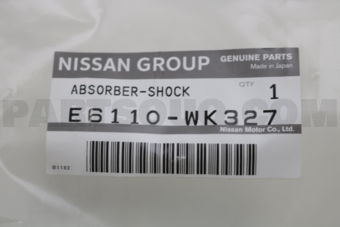 NISSAN GROUP
GENUINE PARTS
Made in Japan
ABSORBER-SHOCK
QTY
1
E6110-WK327
Nissan Motor Co., Ltd.